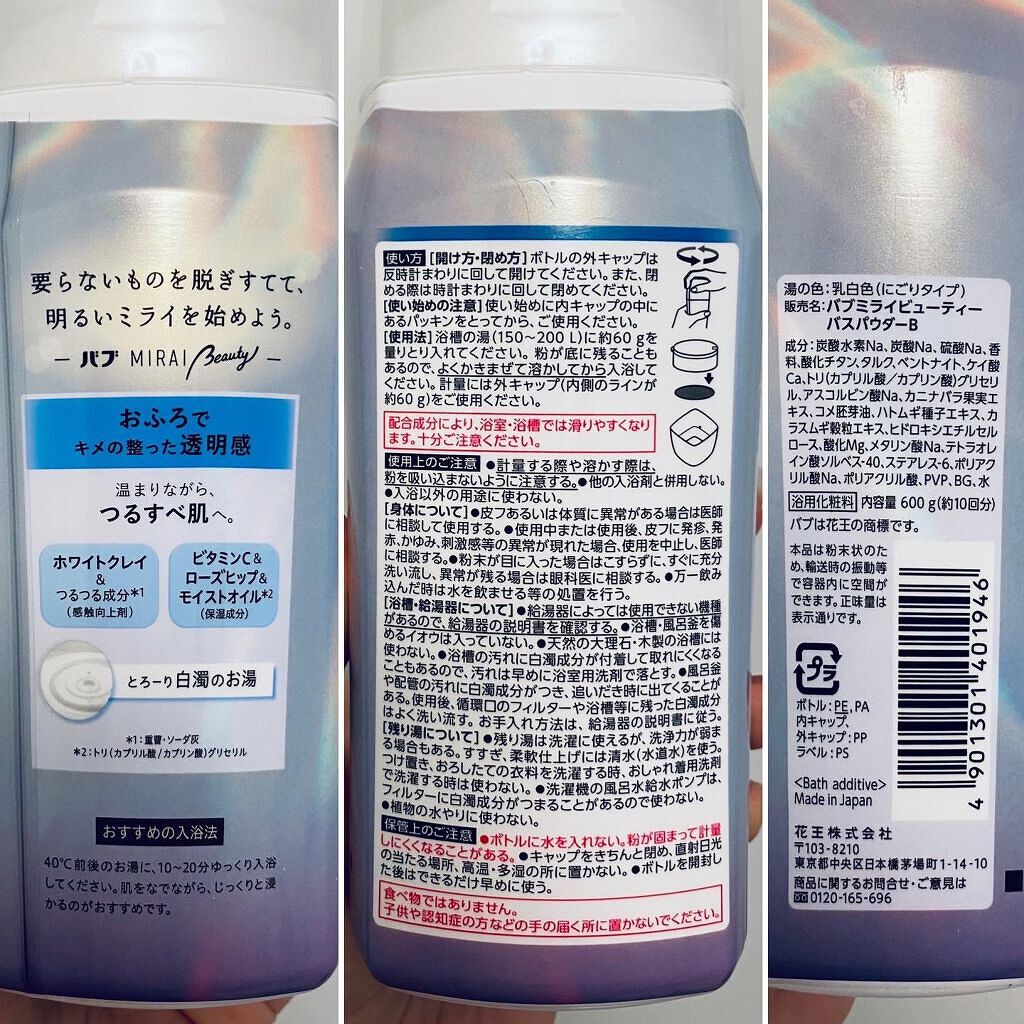 要らないものを脱ぎすてて、
明るいミライを始めよう。
バブ MIRAI Beauty
おふろで
キメの整った透明感
温まりながら、
つるすべ肌へ。
ホワイトクレイ
&
つるつる成分*1
(感触向上剤)
ビタミンC&
ローズヒップ&
モイストオイル*2
(保湿成分)
とろーり白濁のお湯
*1:重曹・ソーダ灰
*2:トリ(カプリル酸/カプリン酸)グリセリル
おすすめの入浴法
40℃前後のお湯に、10~20分ゆっくり入浴
してください。肌をなでながら、じっくりと浸
かるのがおすすめです。
使い方 [開け方・閉め方]ボトルの外キャップは
反時計まわりに回して開けてください。また、閉
める際は時計まわりに回して閉めてください。
[使い始めの注意]使い始めに内キャップの中に
あるパッキンをとってから、ご使用ください。
[使用法]浴槽の湯(150~200 L)に約60 gを
量りとり入れてください。粉が底に残ること
もあるので、よくかきまぜて溶かしてから入浴して
ください。計量には外キャップ(内側のラインが
約60 g)をご使用ください。
配合成分により、浴室・浴槽では滑りやすくなり
ます。十分ご注意ください。
使用上のご注意 ●計量する際や溶かす際は、
粉を吸い込まないように注意する。●他の入浴剤と併用しない。
●入浴以外の用途に使わない。
[身体について]●皮フあるいは体質に異常がある場合は医師
に相談して使用する。●使用中または使用後、皮フに発疹、発
赤、かゆみ、刺激感等の異常が現れた場合、使用を中止し、医師
に相談する。●粉末が目に入った場合はこすらずに、すぐに充分
洗い流し、異常が残る場合は眼科医に相談する。●万一飲み
込んだ時は水を飲ませる等の処置を行う。
[浴槽・給湯器について]●給湯器によっては使用できない機種
があるので、給湯器の説明書を確認する。●浴槽・風呂釜を傷
めるイオウは入っていない。●天然の大理石・木製の浴槽には
使わない。●浴槽の汚れに白濁成分が付着して取れにくくなる
こともあるので、汚れは早めに浴室用洗剤で落とす。●風呂釜
や配管の汚れに白濁成分がつき、追いだき時に出てくることが
ある。使用後、循環口のフィルターや浴槽等に残った白濁成分
はよく洗い流す。お手入れ方法は、給湯器の説明書に従う。
[残り湯について]●残り湯は洗濯に使えるが、洗浄力が弱ま
る場合もある。すすぎ、柔軟仕上げには清水(水道水)を使う。
つけ置き、おろしたての衣料を洗濯する時、おしゃれ着用洗剤
で洗濯する時は使わない。●洗濯機の風呂水給水ポンプは、
フィルターに白濁成分がつまることがあるので使わない。
●植物の水やりに使わない。
保管上のご注意 ●ボトルに水を入れない。粉が固まって計量
しにくくなることがある。●キャップをきちんと閉め、直射日光
の当たる場所、高温・多湿の所に置かない。●ボトルを開封し
た後はできるだけ早めに使う。
食べ物ではありません。
子供や認知症の方などの手の届く所に置かないでください。
湯の色:乳白色(にごりタイプ)
販売名:バブミライビューティー
バスパウダーB
成分:炭酸水素Na、炭酸Na、硫酸Na、香
料、酸化チタン、タルク、ベントナイト、ケイ酸
Ca、トリ(カプリル酸/カプリン酸)グリセリ
ル、アスコルビン酸Na、カニナバラ果実エ
キス、コメ胚芽油、ハトムギ種子エキス、カ
ラスムギ穀粒エキス、ヒドロキシエチルセル
ロース、酸化Mg、メタリン酸Na、テトラオレ
イン酸ソルベス-40、ステアレス-6、ポリアク
リル酸Na、ポリアクリル酸、PVP、BG、水
浴用化粧料 内容量 600 g(約10回分)
バブは花王の商標です。
本品は粉末状のた
め、輸送時の振動等
で容器内に空間が
できます。正味量は
表示通りです。
プラ
ボトル:PE,PA
内キャップ、
外キャップ:PP
ラベル:PS
<Bath additive>
Made in Japan
4 901301 401946
花王株式会社
〒103-8210
東京都中央区日本橋茅場町1-14-10
商品に関するお問合せ・ご意見は
0120-165-696